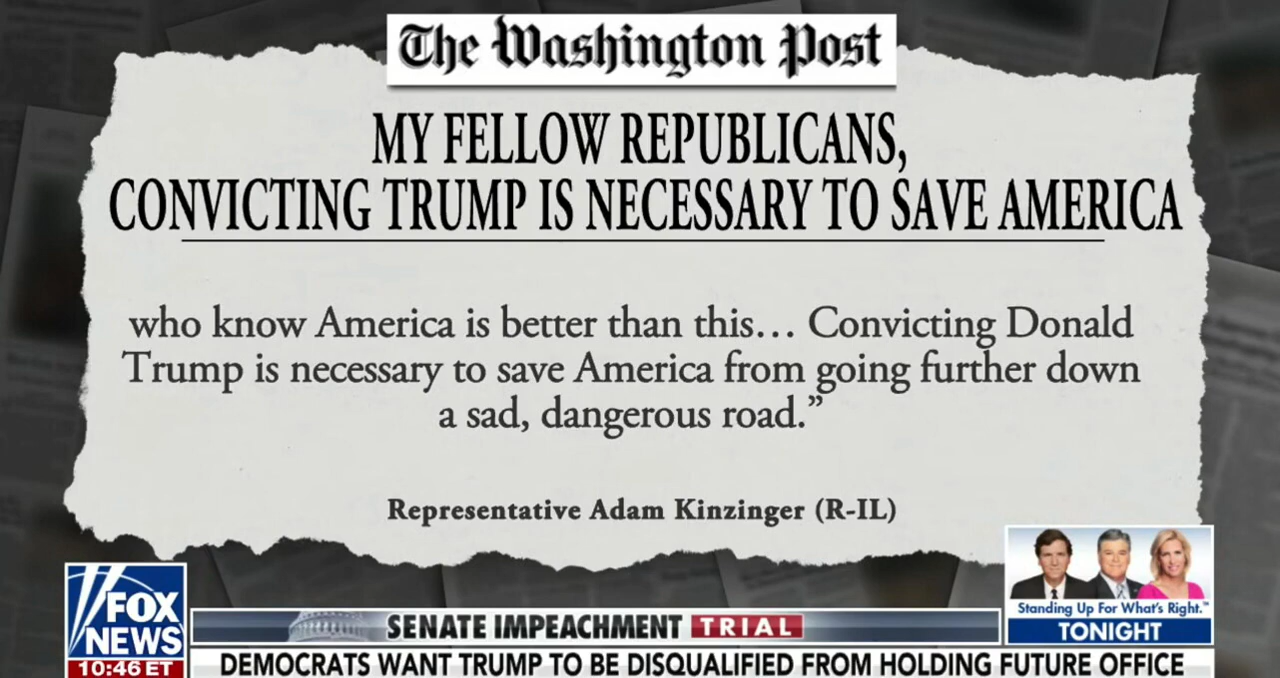 The Washington Post
MY FELLOW REPUBLICANS,
CONVICTING TRUMP IS NECESSARY TO SAVE AMERICA
who know America is better than this... Convicting Donald
Trump is necessary to save America from going further down
a sad, dangerous road.”
Representative Adam Kinzinger (R-IL)
Standing Up For What's Right.™
TONIGHT
FOX
NEWS
10:46 ET
SENATE IMPEACHMENT TRIAL
DEMOCRATS WANT TRUMP TO BE DISQUALIFIED FROM HOLDING FUTURE OFFICE